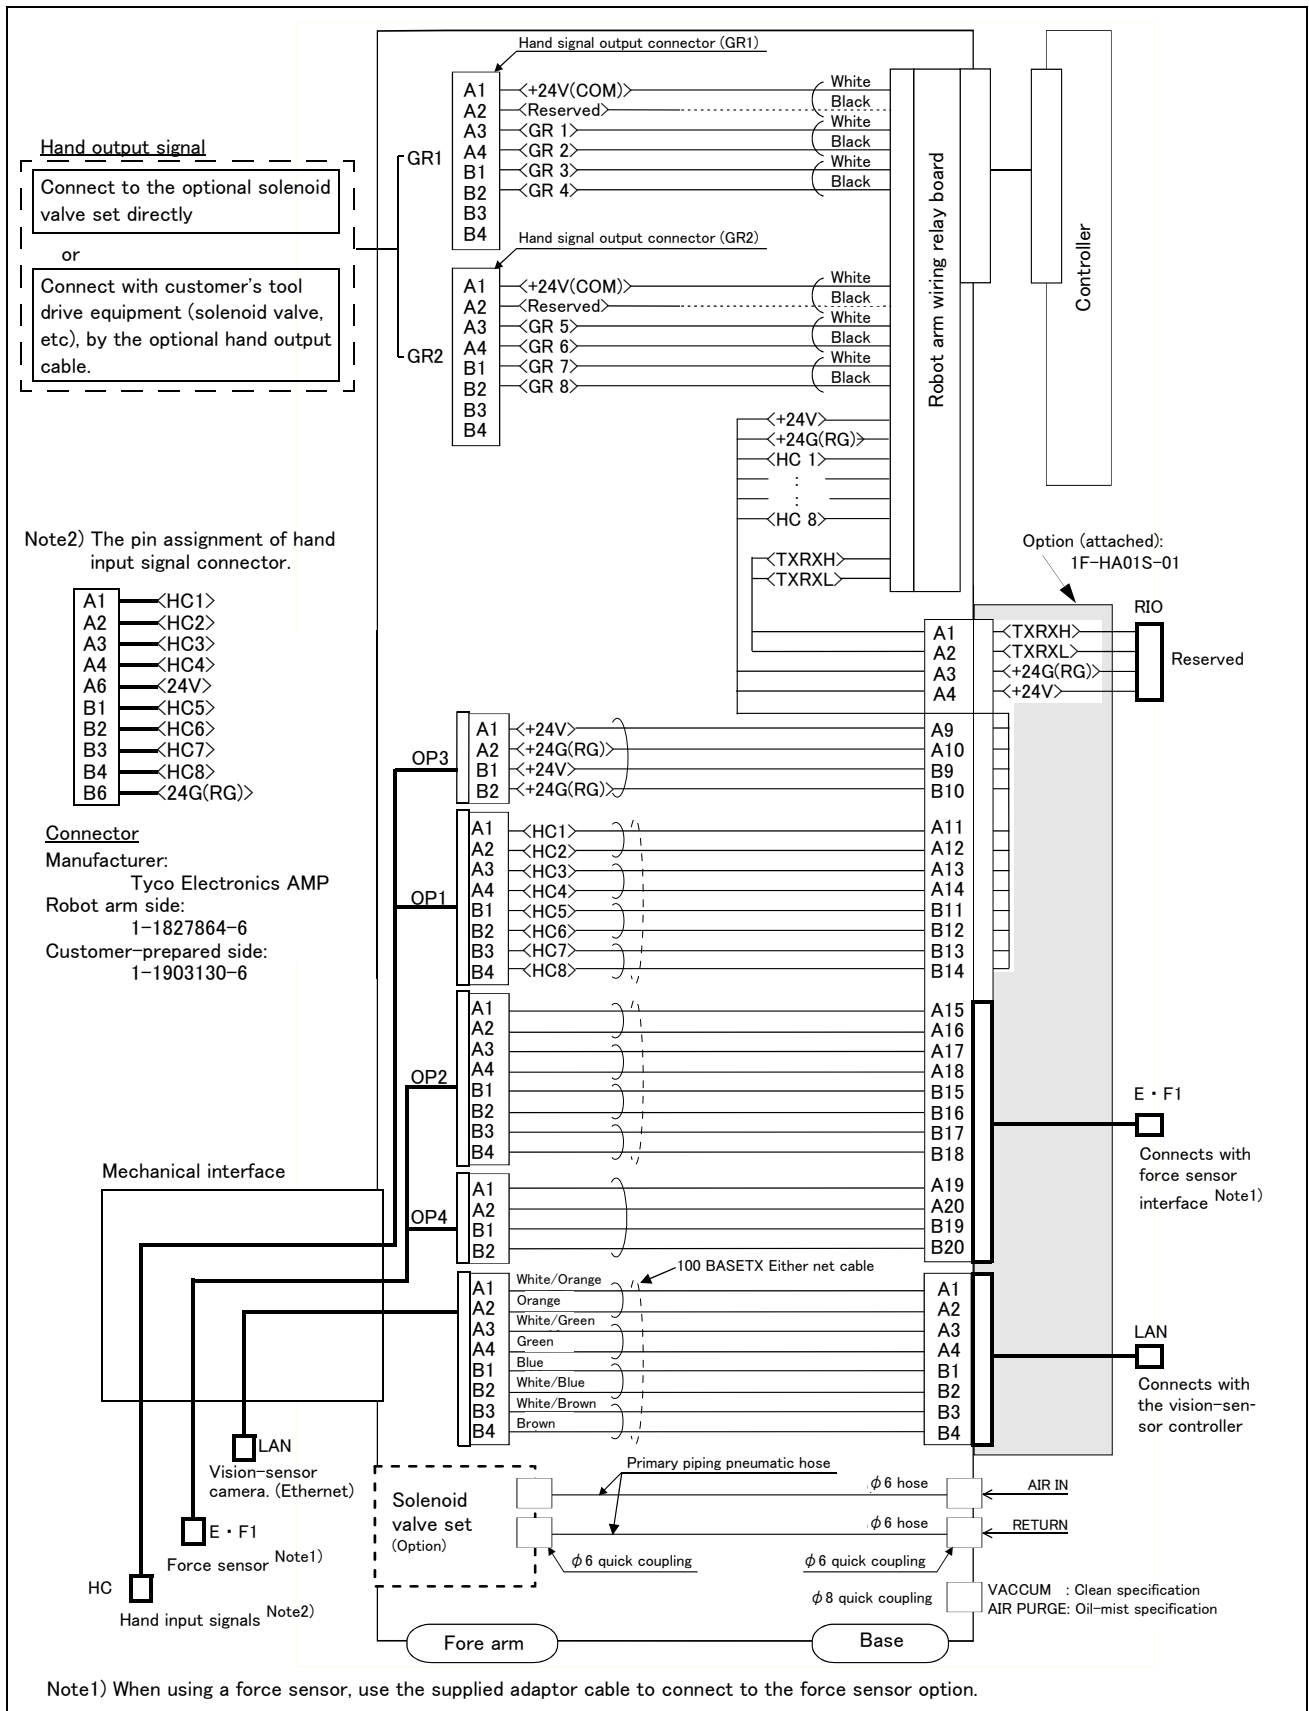 Hand signal output connector (GR1)
A1 <+24V(COM)> White
A2 <Reserved> Black
A3 <GR 1> White
A4 <GR 2> Black
B1 <GR 3> White
B2 <GR 4> Black
B3
B4
GR1
Hand output signal
Connect to the optional solenoid
valve set directly
or
Connect with customer's tool
drive equipment (solenoid valve,
etc), by the optional hand output
cable.
Hand signal output connector (GR2)
A1 <+24V(COM)> White
A2 <Reserved> Black
A3 <GR 5> White
A4 <GR 6> Black
B1 <GR 7> White
B2 <GR 8> Black
B3
B4
GR2
Robot arm wiring relay board
Controller
<+24V>
<+24G(RG)>
<HC 1>
:
:
<HC 8>
<TXRXH>
<TXRXL>
Note2) The pin assignment of hand
input signal connector.
A1 <HC1>
A2 <HC2>
A3 <HC3>
A4 <HC4>
A6 <24V>
B1 <HC5>
B2 <HC6>
B3 <HC7>
B4 <HC8>
B6 <24G(RG)>
Connector
Manufacturer:
Tyco Electronics AMP
Robot arm side:
1-1827864-6
Customer-prepared side:
1-1903130-6
Option (attached):
1F-HA01S-01
RIO
A1 <TXRXH>
A2 <TXRXL>
A3 <+24G(RG)>
A4 <+24V>
Reserved
OP3
A1 <+24V> A9
A2 <+24G(RG)> A10
B1 <+24V> B9
B2 <+24G(RG)> B10
OP1
A1 <HC1> A11
A2 <HC2> A12
A3 <HC3> A13
A4 <HC4> A14
B1 <HC5> B11
B2 <HC6> B12
B3 <HC7> B13
B4 <HC8> B14
OP2
A1 A15
A2 A16
A3 A17
A4 A18
B1 B15
B2 B16
B3 B17
B4 B18
E・F1
Connects with
force sensor
interface Note1)
Mechanical interface
OP4
A1 A19
A2 A20
B1 B19
B2 B20
100 BASETX Either net cable
A1 White/Orange A1
A2 Orange A2
A3 White/Green A3
A4 Green A4
B1 Blue B1
B2 White/Blue B2
B3 White/Brown B3
B4 Brown B4
LAN
Connects with
the vision-sen-
sor controller
LAN
Vision-sensor
camera. (Ethernet)
E・F1
Force sensor Note1)
HC
Hand input signals Note2)
Primary piping pneumatic hose
Solenoid
valve set
(Option)
φ6 hose
AIR IN
φ6 hose
RETURN
φ6 quick coupling
φ6 quick coupling
φ8 quick coupling
VACCUM : Clean specification
AIR PURGE: Oil-mist specification
Fore arm
Base
Note1) When using a force sensor, use the supplied adaptor cable to connect to the force sensor option.